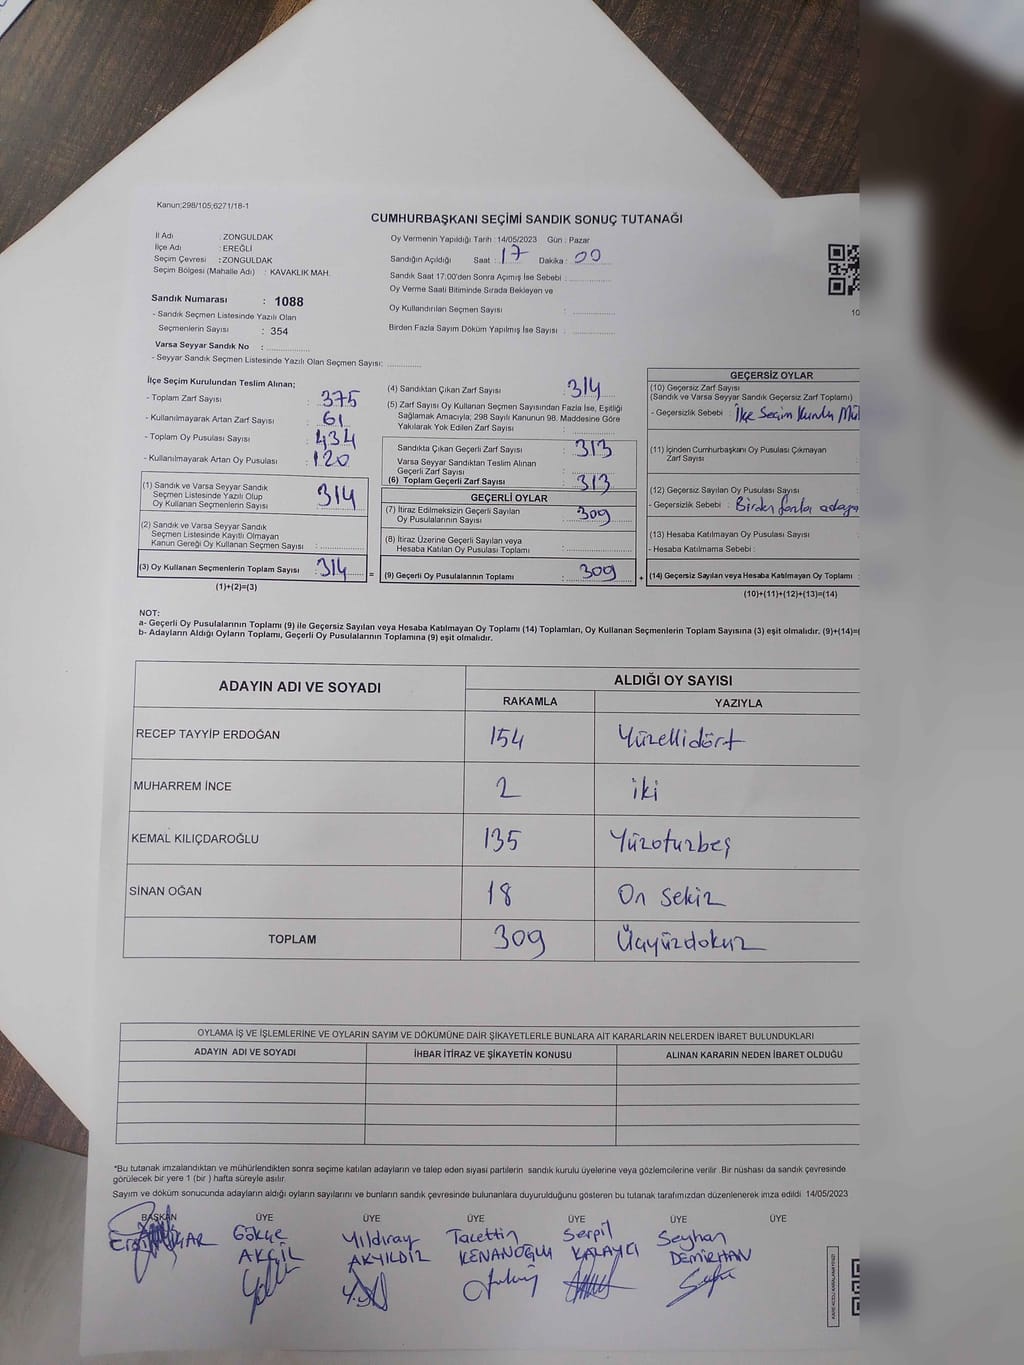 Kanun;298/105;6271/18-1
CUMHURBAŞKANI SEÇİMİ SANDIK SONUÇ TUTANAĞI
İl Adı : ZONGULDAK
İlçe Adı : EREĞLİ
Seçim Çevresi : ZONGULDAK
Seçim Bölgesi (Mahalle Adı) : KAVAKLIK MAH.
Sandık Numarası : 1088
- Sandık Seçmen Listesinde Yazılı Olan
Seçmenlerin Sayısı : 354
Varsa Seyyar Sandık No :
- Seyyar Sandık Seçmen Listesinde Yazılı Olan Seçmen Sayısı:
Oy Vermenin Yapıldığı Tarih :14/05/2023 Gün : Pazar
Sandığın Açıldığı Saat : 17 Dakika : 00
Sandık Saat 17:00'den Sonra Açımış İse Sebebi :
Oy Verme Saati Bitiminde Sırada Bekleyen ve
Oy Kullandırılan Seçmen Sayısı :
Birden Fazla Sayım Döküm Yapılmış İse Sayısı :
10
İlçe Seçim Kurulundan Teslim Alınan;
- Toplam Zarf Sayısı : 375
- Kullanılmayarak Artan Zarf Sayısı : 61
- Toplam Oy Pusulası Sayısı : 434
- Kullanılmayarak Artan Oy Pusulası : 120
(1) Sandık ve Varsa Seyyar Sandık
Seçmen Listesinde Yazılı Olup
Oy Kullanan Seçmenlerin Sayısı : 314
(2) Sandık ve Varsa Seyyar Sandık
Seçmen Listesinde Kayıtlı Olmayan
Kanun Gereği Oy Kullanan Seçmen Sayısı :
(3) Oy Kullanan Seçmenlerin Toplam Sayısı : 314 =
(1)+(2)=(3)
(4) Sandıktan Çıkan Zarf Sayısı : 314
(5) Zarf Sayısı Oy Kullanan Seçmen Sayısından Fazla İse, Eşitliği
Sağlamak Amacıyla; 298 Sayılı Kanunun 98. Maddesine Göre
Yakılarak Yok Edilen Zarf Sayısı :
Sandıkta Çıkan Geçerli Zarf Sayısı : 313
Varsa Seyyar Sandıktan Teslim Alınan
Geçerli Zarf Sayısı :
(6) Toplam Geçerli Zarf Sayısı : 313
GEÇERLİ OYLAR
(7) İtiraz Edilmeksizin Geçerli Sayılan
Oy Pusulalarının Sayısı : 309
(8) İtiraz Üzerine Geçerli Sayılan veya
Hesaba Katılan Oy Pusulası Toplamı :
(9) Geçerli Oy Pusulalarının Toplamı : 309 +
GEÇERSİZ OYLAR
(10) Geçersiz Zarf Sayısı
(Sandık ve Varsa Seyyar Sandık Geçersiz Zarf Toplamı)
- Geçersizlik Sebebi : İlçe Seçim Kurulu Mü
(11) İçinden Cumhurbaşkanı Oy Pusulası Çıkmayan
Zarf Sayısı :
(12) Geçersiz Sayılan Oy Pusulası Sayısı
- Geçersizlik Sebebi : Birden fazla adaya
(13) Hesaba Katılmayan Oy Pusulası Sayısı :
- Hesaba Katılmama Sebebi :
(14) Geçersiz Sayılan veya Hesaba Katılmayan Oy Toplamı :
(10)+(11)+(12)+(13)=(14)
NOT:
a- Geçerli Oy Pusulalarının Toplamı (9) ile Geçersiz Sayılan veya Hesaba Katılmayan Oy Toplamı (14) Toplamları, Oy Kullanan Seçmenlerin Toplam Sayısına (3) eşit olmalıdır. (9)+(14)=(
b- Adayların Aldığı Oyların Toplamı, Geçerli Oy Pusulalarının Toplamına (9) eşit olmalıdır.
ADAYIN ADI VE SOYADI
ALDIĞI OY SAYISI
RAKAMLA YAZIYLA
RECEP TAYYİP ERDOĞAN 154 Yüzellidört
MUHARREM İNCE 2 iki
KEMAL KILIÇDAROĞLU 135 Yüzoturbeş
SİNAN OĞAN 18 On sekiz
TOPLAM 309 Üçyüzdokuz
OYLAMA İŞ VE İŞLEMLERİNE VE OYLARIN SAYIM VE DÖKÜMÜNE DAİR ŞİKAYETLERLE BUNLARA AİT KARARLARIN NELERDEN İBARET BULUNDUKLARI
ADAYIN ADI VE SOYADI İHBAR İTİRAZ VE ŞİKAYETİN KONUSU ALINAN KARARIN NEDEN İBARET OLDUĞU
*Bu tutanak imzalandıktan ve mühürlendikten sonra seçime katılan adayların ve talep eden siyasi partilerin sandık kurulu üyelerine veya gözlemcilerine verilir .Bir nüshası da sandık çevresinde
görülecek bir yere 1 (bir ) hafta süreyle asılır.
Sayım ve döküm sonucunda adayların aldığı oyların sayılarını ve bunların sandık çevresinde bulunanlara duyurulduğunu gösteren bu tutanak tarafımızdan düzenlenerek imza edildi 14/05/2023
BAŞKAN ÜYE ÜYE ÜYE ÜYE ÜYE ÜYE
Gökçe Yıldıray Tacettin Serpil Seyhan
AKGİL AKYILDIZ KENANOĞLU KALAYCI DEMİRHAN